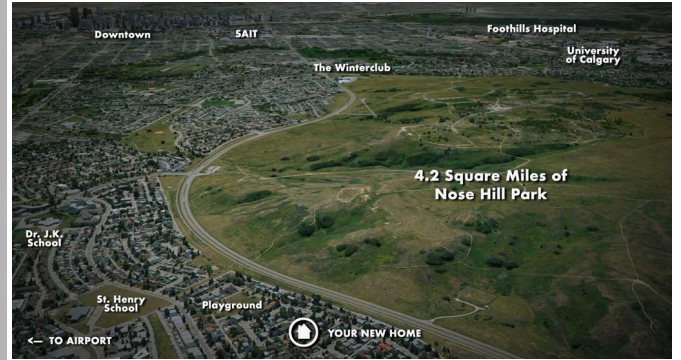 Downtown
SAIT
Foothills Hospital
University
of Calgary
The Winterclub
4.2 Square Miles of
Nose Hill Park
Dr. J.K.
School
St. Henry
School
Playground
<— TO AIRPORT
YOUR NEW HOME